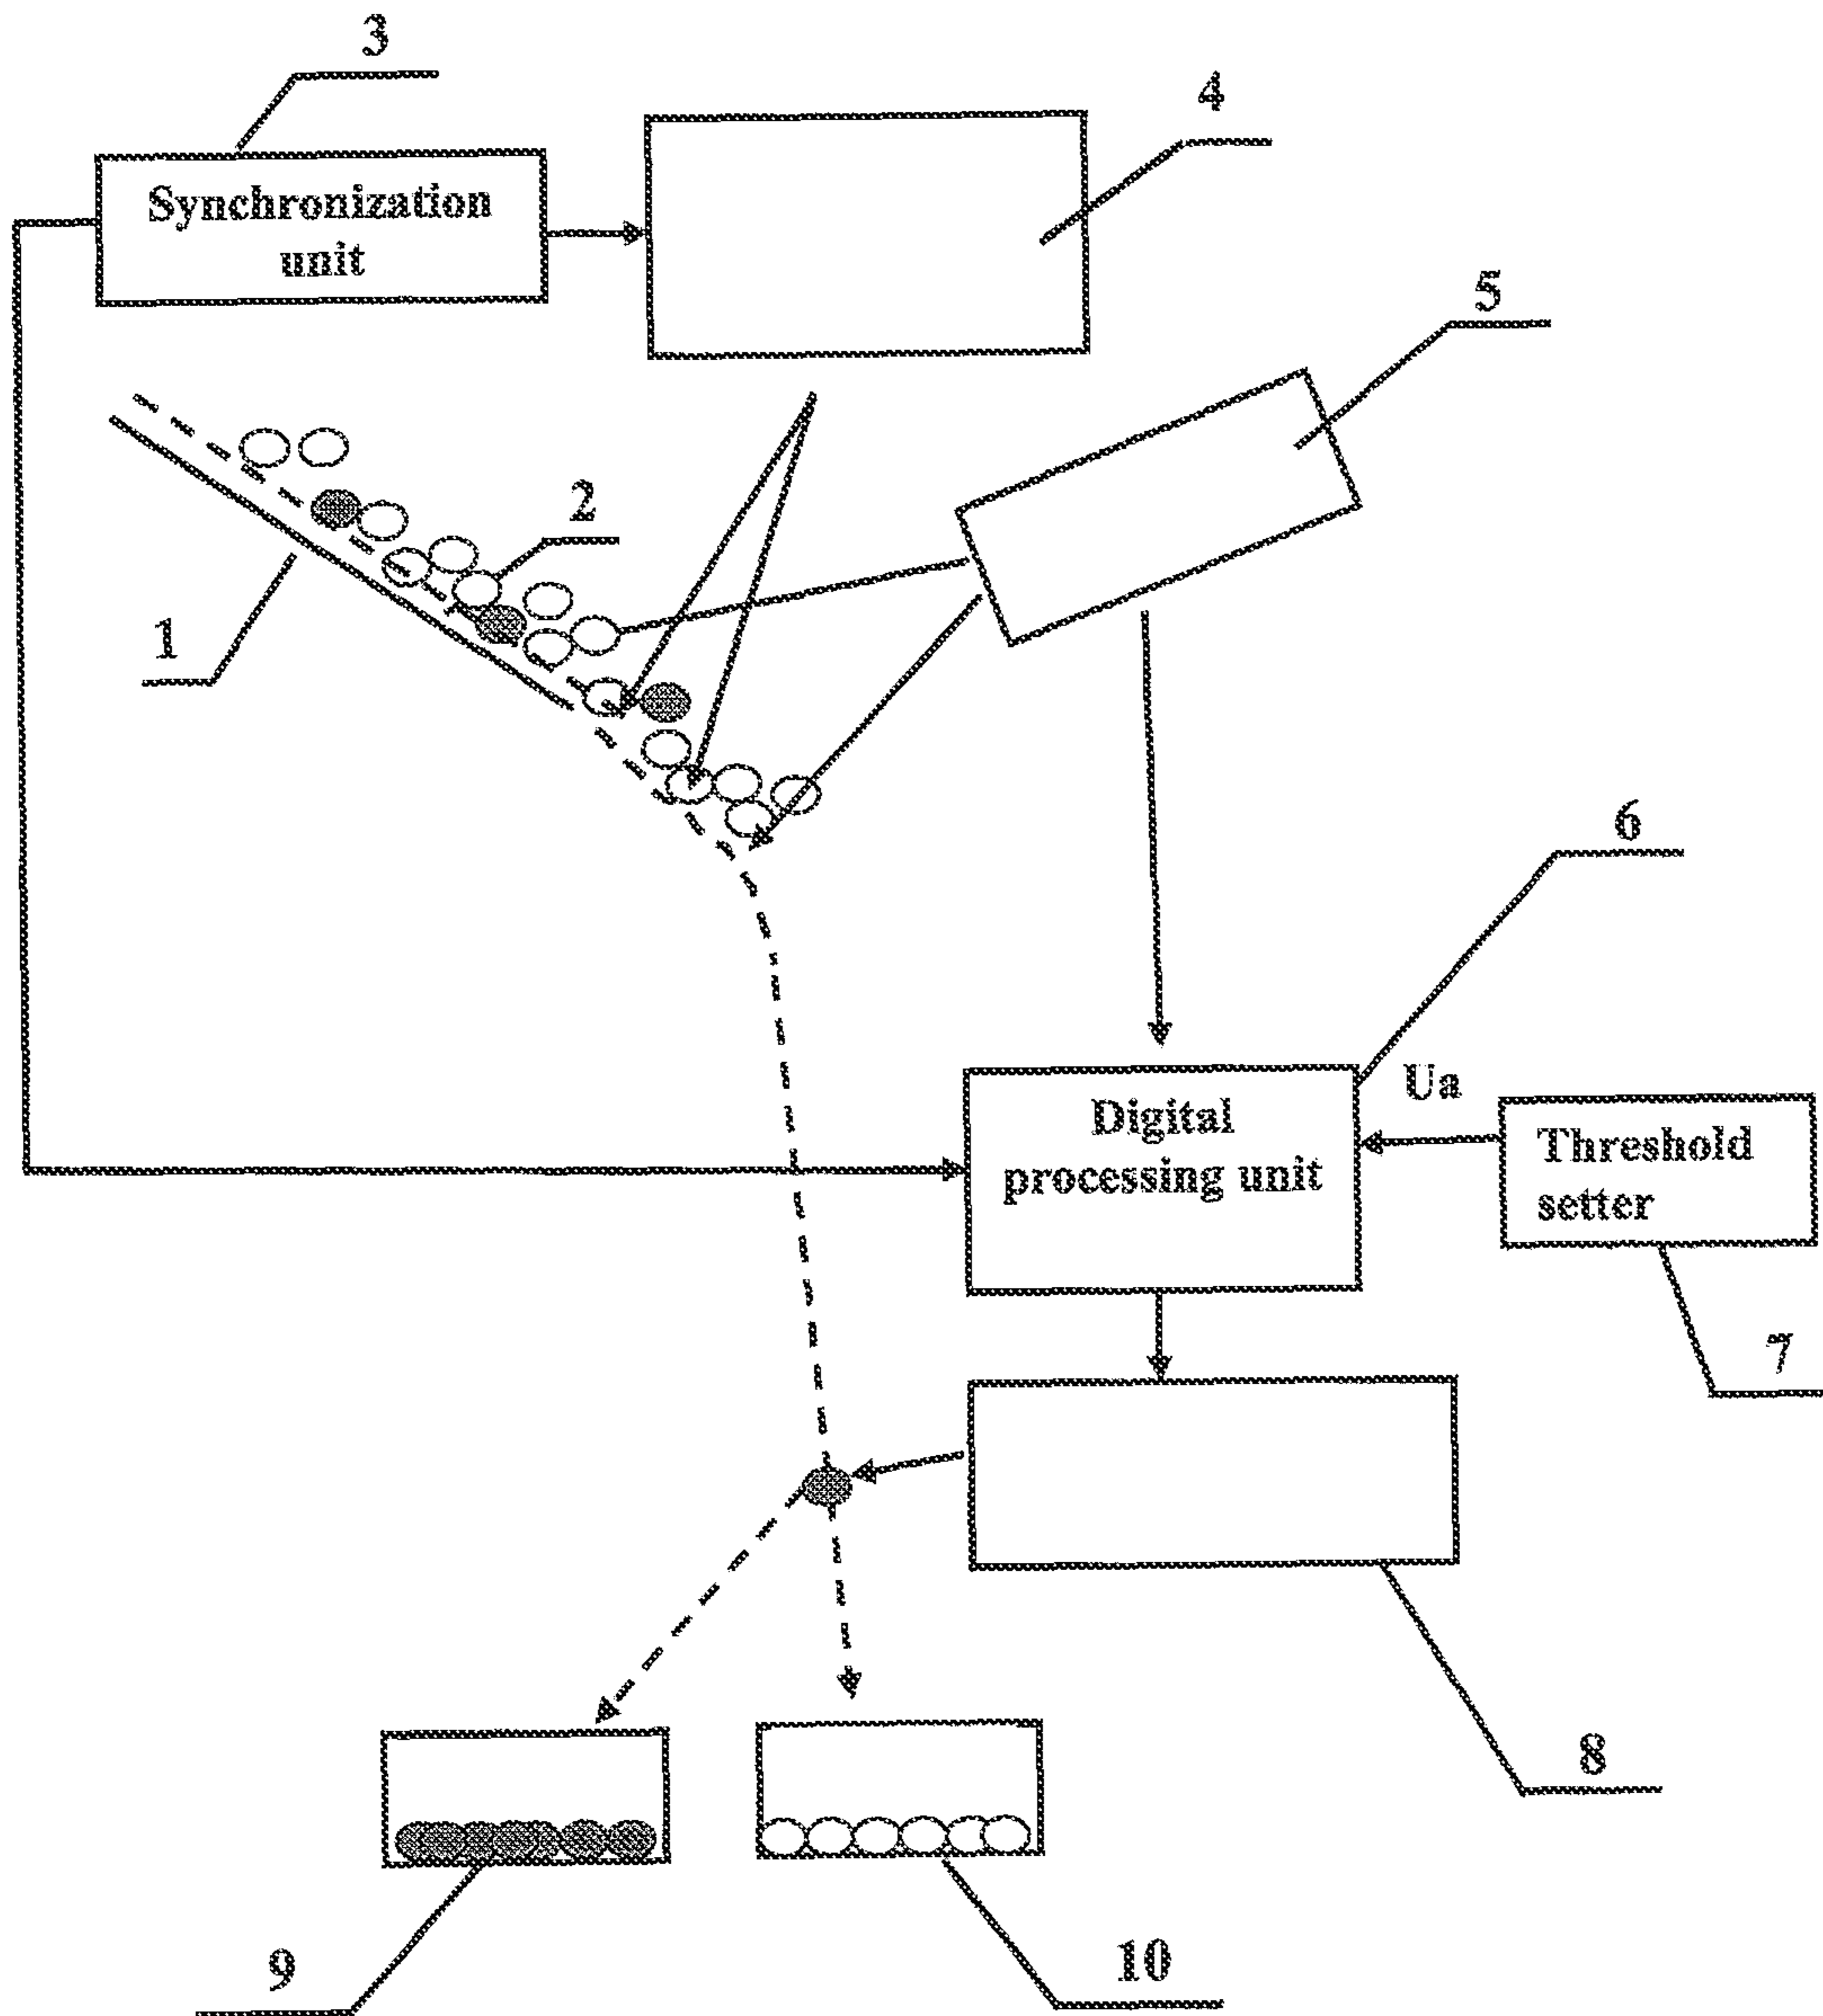 3
4
Synchronization
unit
5
2
1
6
Ua
Digital
processing unit
Threshold
setter
7
8
9
10